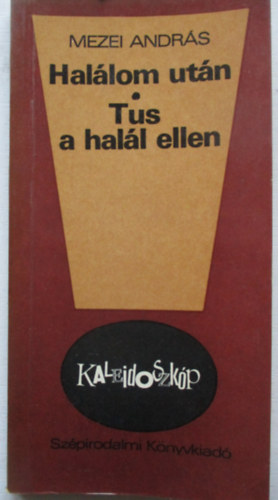 MEZEI ANDRÁS
Halálom után
•
Tus
a halál ellen
KALEIDOSZKÓP
Szépirodalmi Könyvkiadó